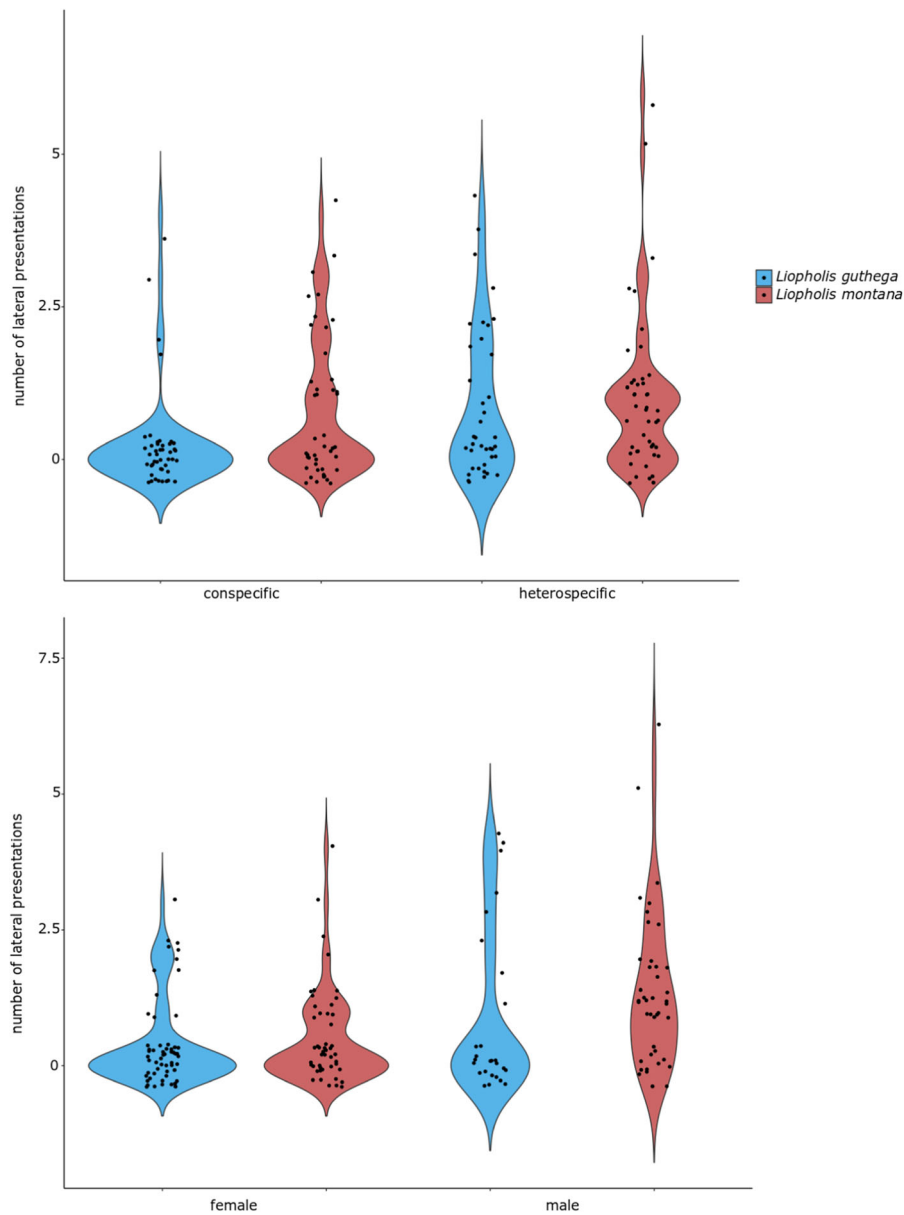 number of lateral presentations
5
2.5
0
conspecific
heterospecific
Liopholis guthega
Liopholis montana
number of lateral presentations
7.5
5
2.5
0
female
male